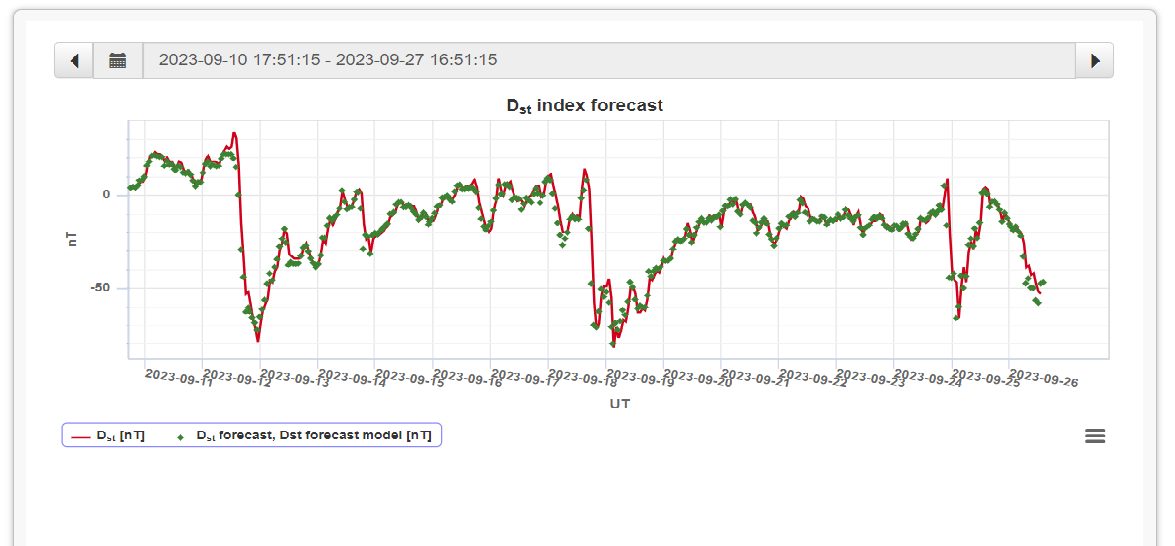 2023-09-10 17:51:15 - 2023-09-27 16:51:15
Dst index forecast
0
nT
-50
2023-09-11 2023-09-12 2023-09-13 2023-09-14 2023-09-15 2023-09-16 2023-09-17 2023-09-18 2023-09-19 2023-09-20 2023-09-21 2023-09-22 2023-09-23 2023-09-24 2023-09-25 2023-09-26
UT
Dst [nT] Dst forecast, Dst forecast model [nT]